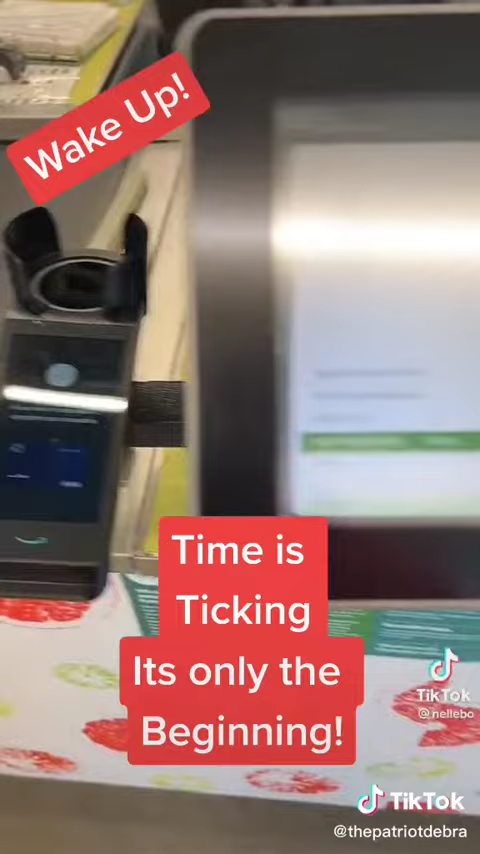 Wake Up!
Time is
Ticking
Its only the
Beginning!
TikTok
@nellebo
TikTok
@thepatriotdebra